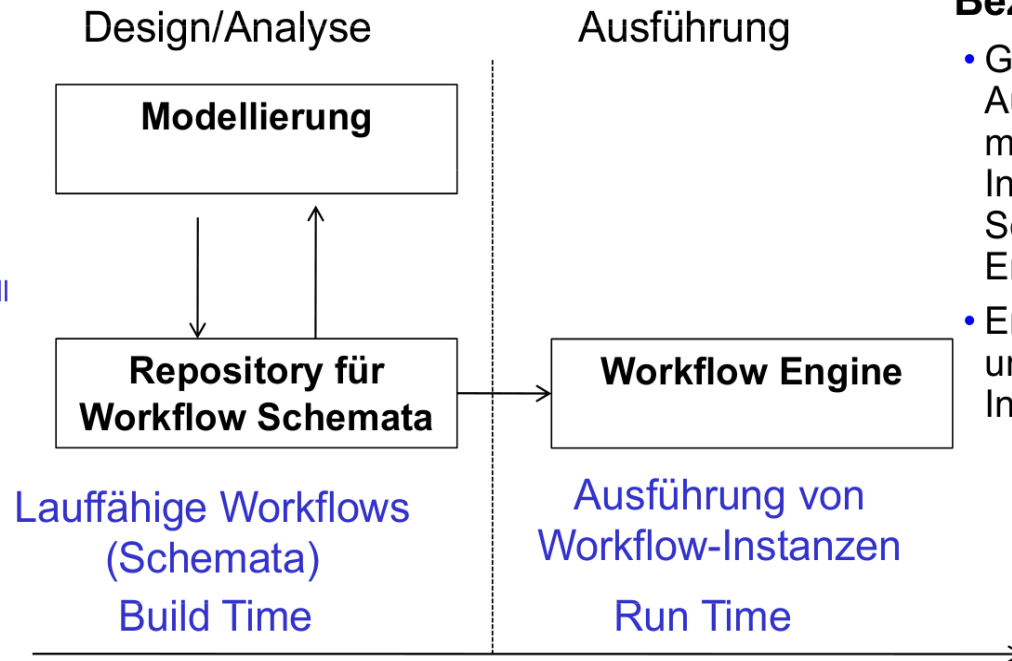 Design/Analyse
Ausführung
Modellierung
Repository für
Workflow Schemata
Workflow Engine
Lauffähige Workflows
(Schemata)
Build Time
Ausführung von
Workflow-Instanzen
Run Time